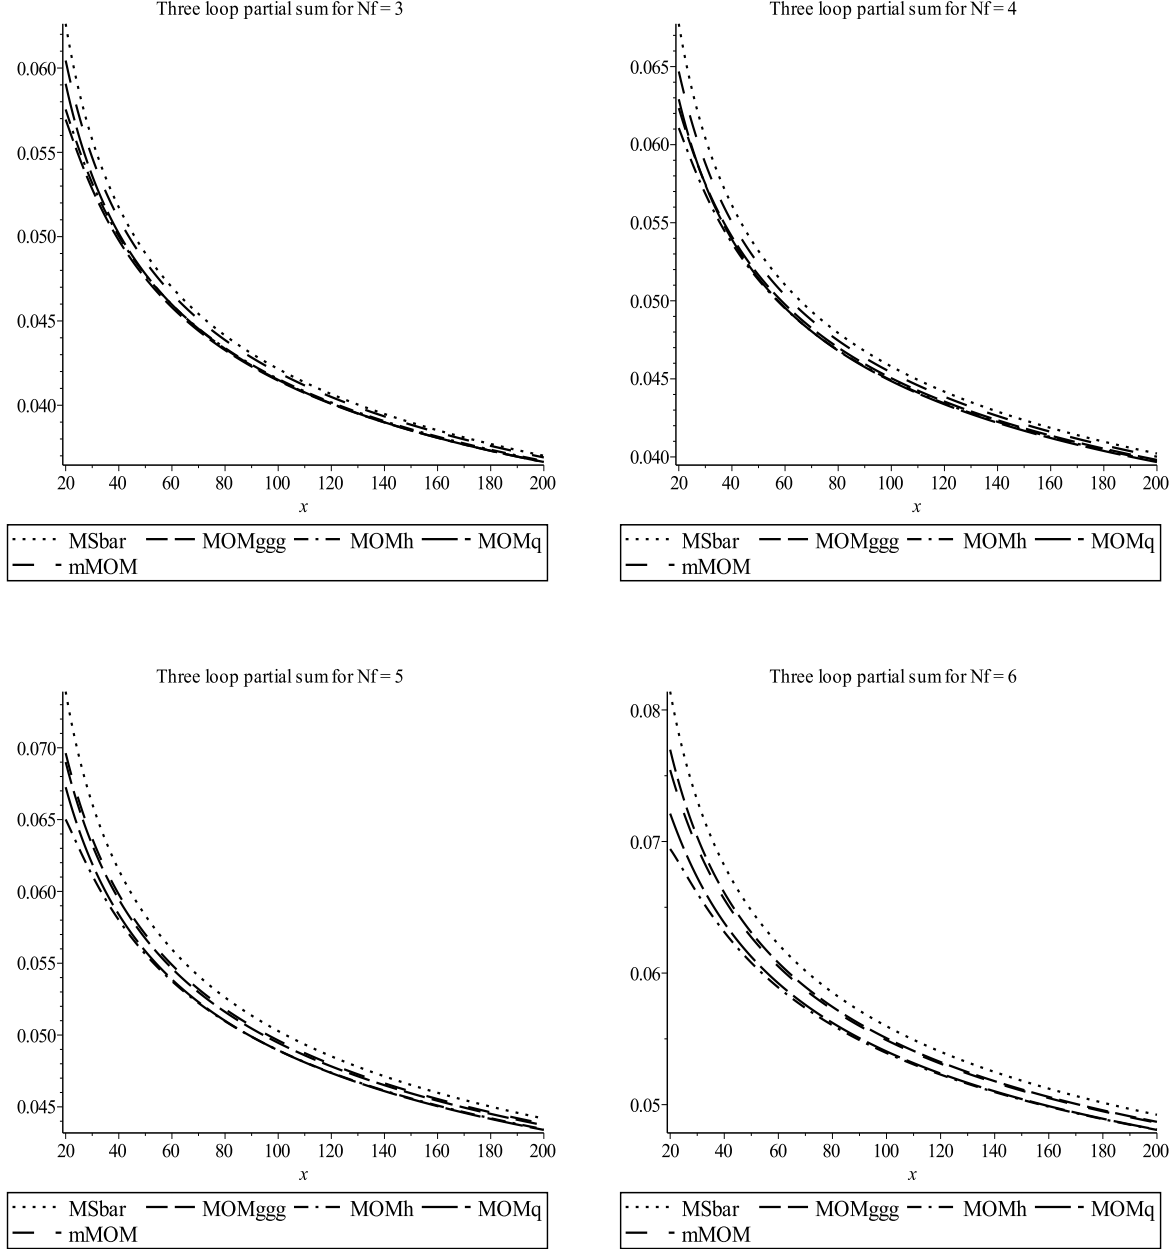 Three loop partial sum for Nf = 3
0.060
0.055
0.050
0.045
0.040
20 40 60 80 100 120 140 160 180 200
x
MSbar MOMggg MOMh MOMq
mMOM
Three loop partial sum for Nf = 4
0.065
0.060
0.055
0.050
0.045
0.040
20 40 60 80 100 120 140 160 180 200
x
MSbar MOMggg MOMh MOMq
mMOM
Three loop partial sum for Nf = 5
0.070
0.065
0.060
0.055
0.050
0.045
20 40 60 80 100 120 140 160 180 200
x
MSbar MOMggg MOMh MOMq
mMOM
Three loop partial sum for Nf = 6
0.08
0.07
0.06
0.05
20 40 60 80 100 120 140 160 180 200
x
MSbar MOMggg MOMh MOMq
mMOM